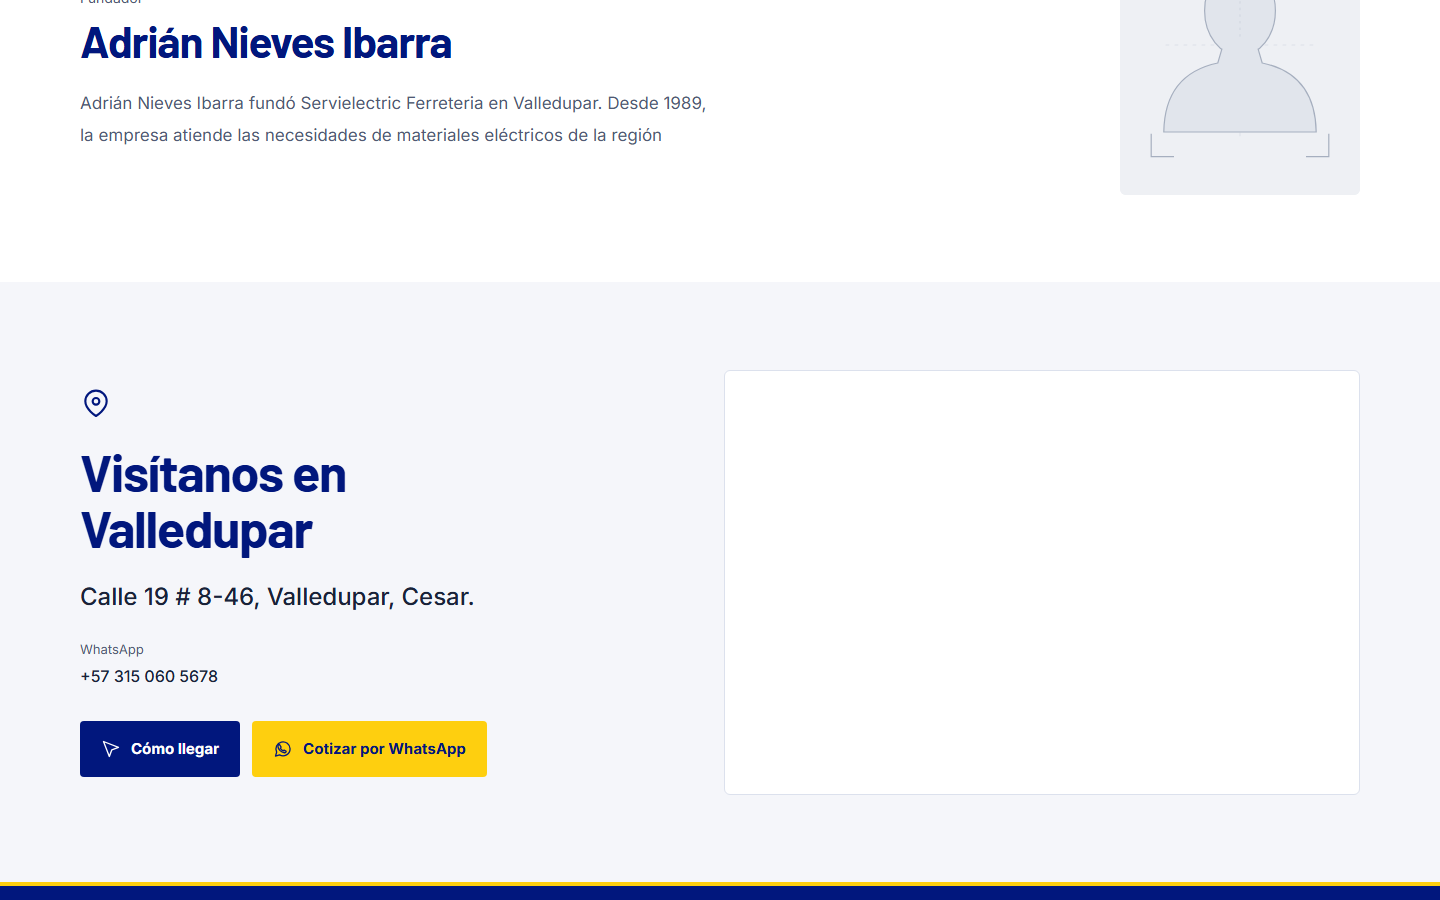 Fundador
Adrián Nieves Ibarra
Adrián Nieves Ibarra fundó Servielectric Ferreteria en Valledupar. Desde 1989,
la empresa atiende las necesidades de materiales eléctricos de la región
Visítanos en
Valledupar
Calle 19 # 8-46, Valledupar, Cesar.
WhatsApp
+57 315 060 5678
Cómo llegar
Cotizar por WhatsApp